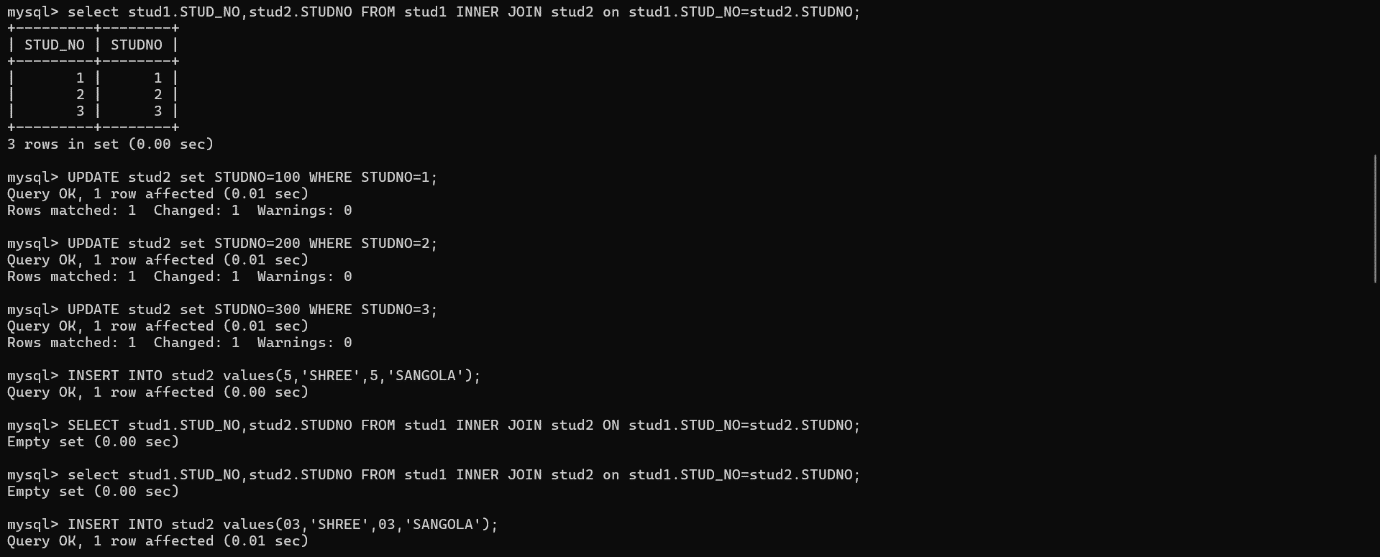 mysql> select stud1.STUD_NO,stud2.STUDNO FROM stud1 INNER JOIN stud2 on stud1.STUD_NO=stud2.STUDNO;
+---------+--------+
| STUD_NO | STUDNO |
+---------+--------+
|       1 |      1 |
|       2 |      2 |
|       3 |      3 |
+---------+--------+
3 rows in set (0.00 sec)
mysql> UPDATE stud2 set STUDNO=100 WHERE STUDNO=1;
Query OK, 1 row affected (0.01 sec)
Rows matched: 1  Changed: 1  Warnings: 0
mysql> UPDATE stud2 set STUDNO=200 WHERE STUDNO=2;
Query OK, 1 row affected (0.01 sec)
Rows matched: 1  Changed: 1  Warnings: 0
mysql> UPDATE stud2 set STUDNO=300 WHERE STUDNO=3;
Query OK, 1 row affected (0.01 sec)
Rows matched: 1  Changed: 1  Warnings: 0
mysql> INSERT INTO stud2 values(5,'SHREE',5,'SANGOLA');
Query OK, 1 row affected (0.00 sec)
mysql> SELECT stud1.STUD_NO,stud2.STUDNO FROM stud1 INNER JOIN stud2 ON stud1.STUD_NO=stud2.STUDNO;
Empty set (0.00 sec)
mysql> select stud1.STUD_NO,stud2.STUDNO FROM stud1 INNER JOIN stud2 on stud1.STUD_NO=stud2.STUDNO;
Empty set (0.00 sec)
mysql> INSERT INTO stud2 values(03,'SHREE',03,'SANGOLA');
Query OK, 1 row affected (0.01 sec)